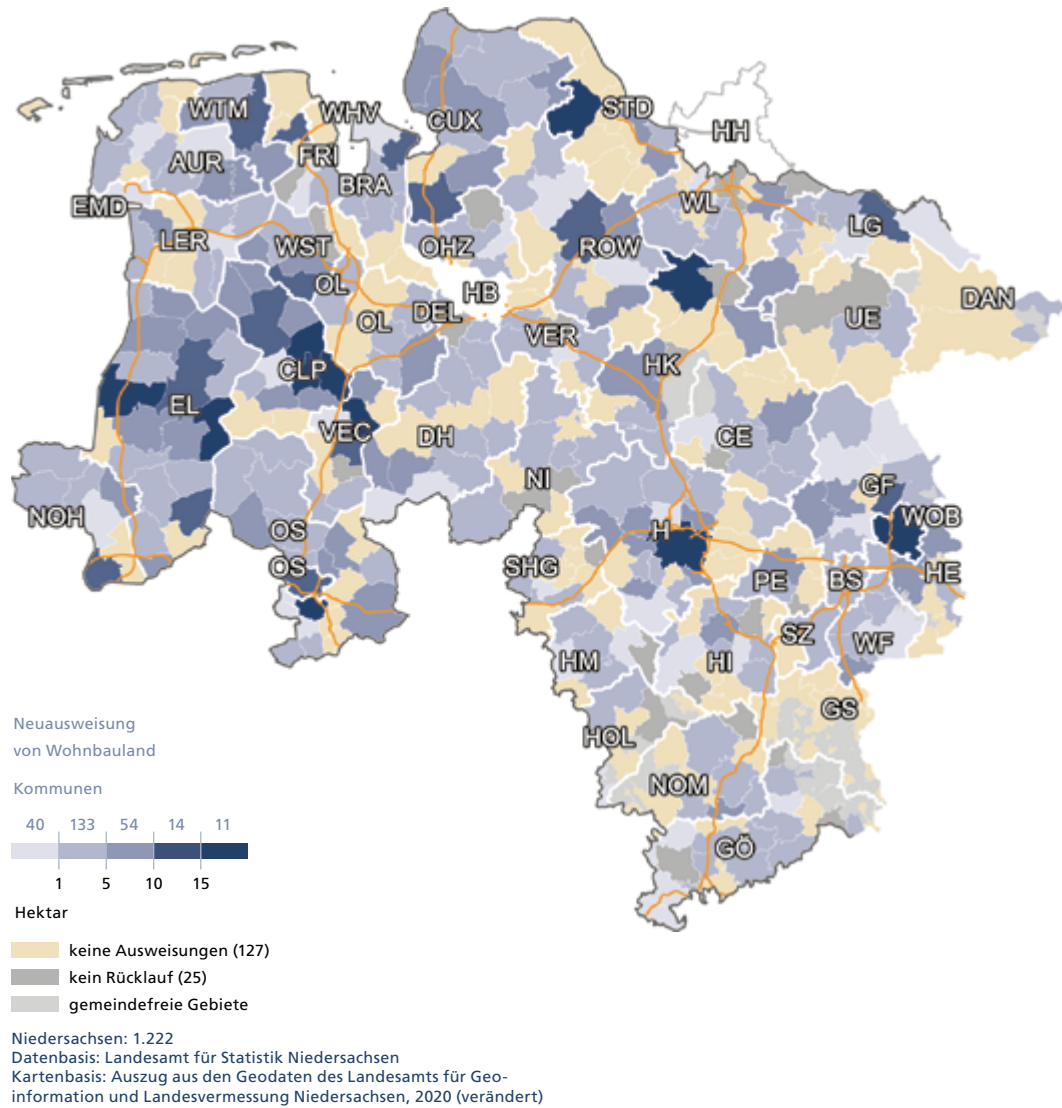 WTM
WHV
STD
CUX
HH
FRI
AUR
BRA
EMD
WL
LG
LER
WST
OHZ
ROW
OL
HB
DAN
DEL
OL
UE
VER
HK
CLP
EL
VEC
DH
CE
NI
GF
NOH
OS
H
WOB
OS
SHG
PE
BS
HE
SZ
WF
HM
HI
GS
HOL
NOM
GÖ
Neuausweisung
von Wohnbauland
Kommunen
40 133 54 14 11
1 5 10 15
Hektar
keine Ausweisungen (127)
kein Rücklauf (25)
gemeindefreie Gebiete
Niedersachsen: 1.222
Datenbasis: Landesamt für Statistik Niedersachsen
Kartenbasis: Auszug aus den Geodaten des Landesamts für Geo-
information und Landesvermessung Niedersachsen, 2020 (verändert)